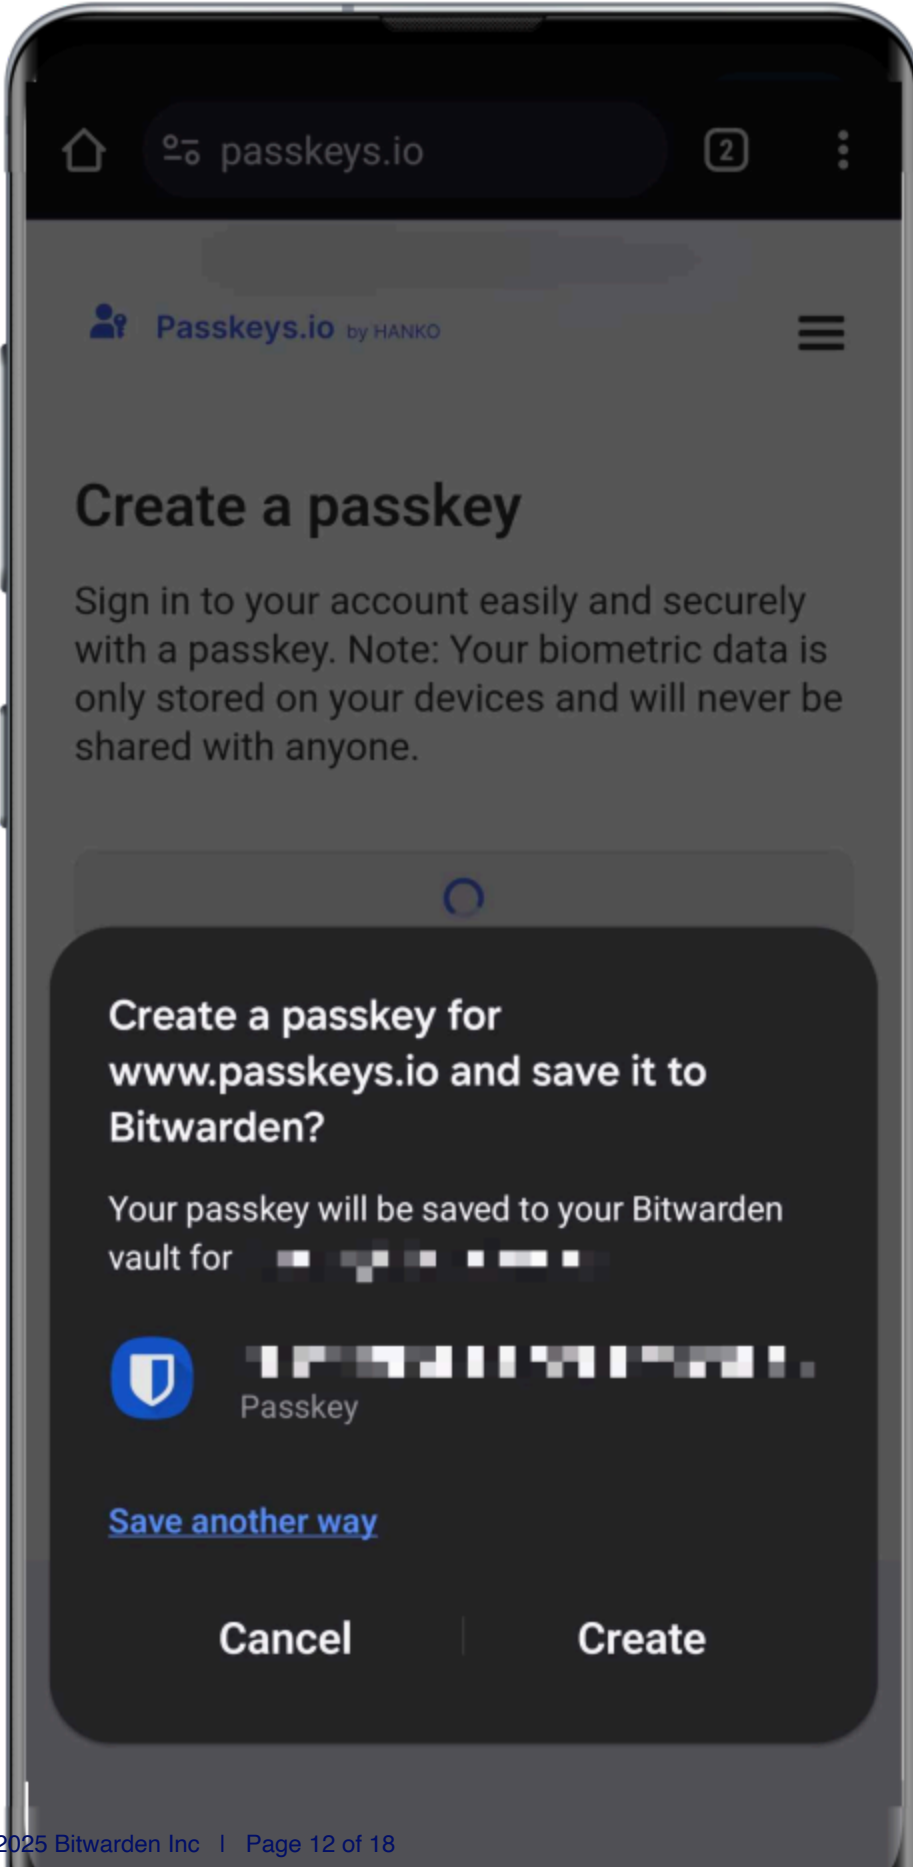 passkeys.io
2
Passkeys.io by HANKO
Create a passkey
Sign in to your account easily and securely
with a passkey. Note: Your biometric data is
only stored on your devices and will never be
shared with anyone.
Create a passkey for
www.passkeys.io and save it to
Bitwarden?
Your passkey will be saved to your Bitwarden
vault for
Passkey
Save another way
Cancel Create
2025 Bitwarden Inc | Page 12 of 18